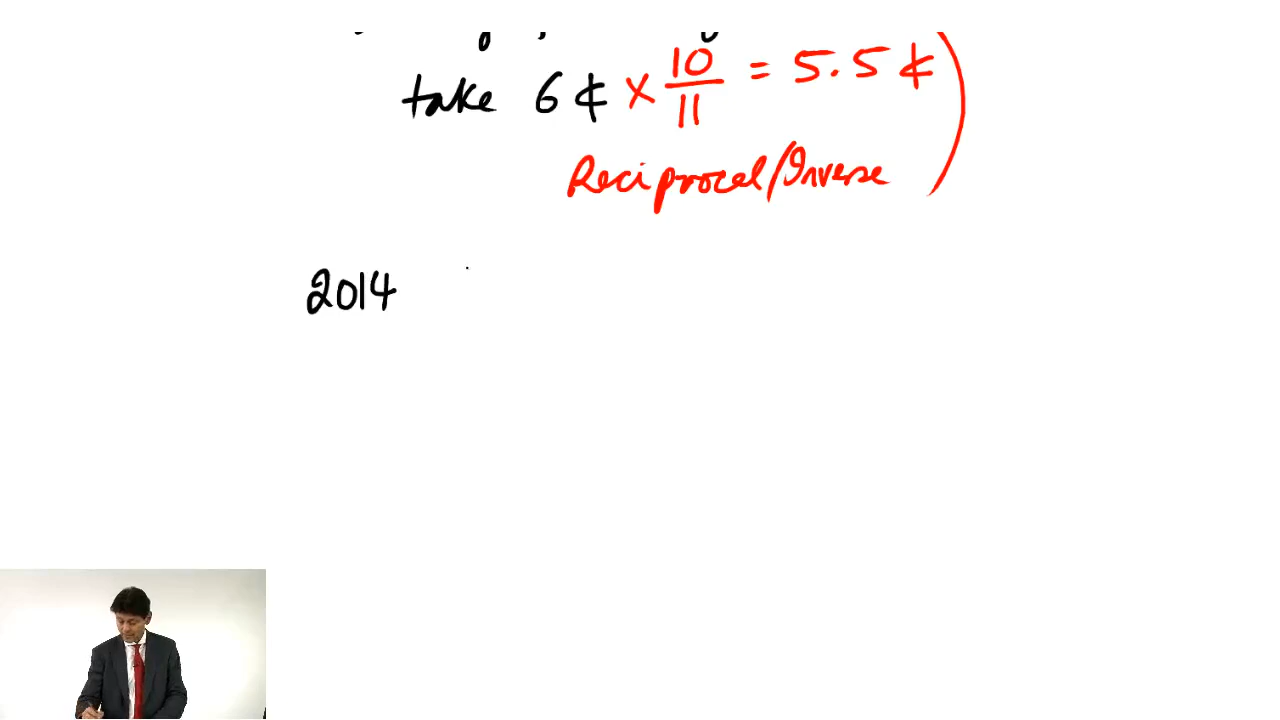 take 6 ¢ × 10/11 = 5.5 ¢)
Reciprocal/Inverse
2014